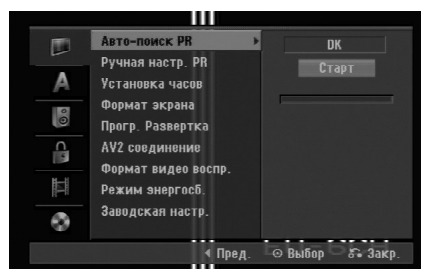 Авто-поиск PR
DK
Ручная настр. PR
Старт
Установка часов
Формат экрана
Прогр. Развертка
AV2 соединение
Формат видео воспр.
Режим энергосб.
Заводская настр.
A
Пред.
Выбор
Закр.